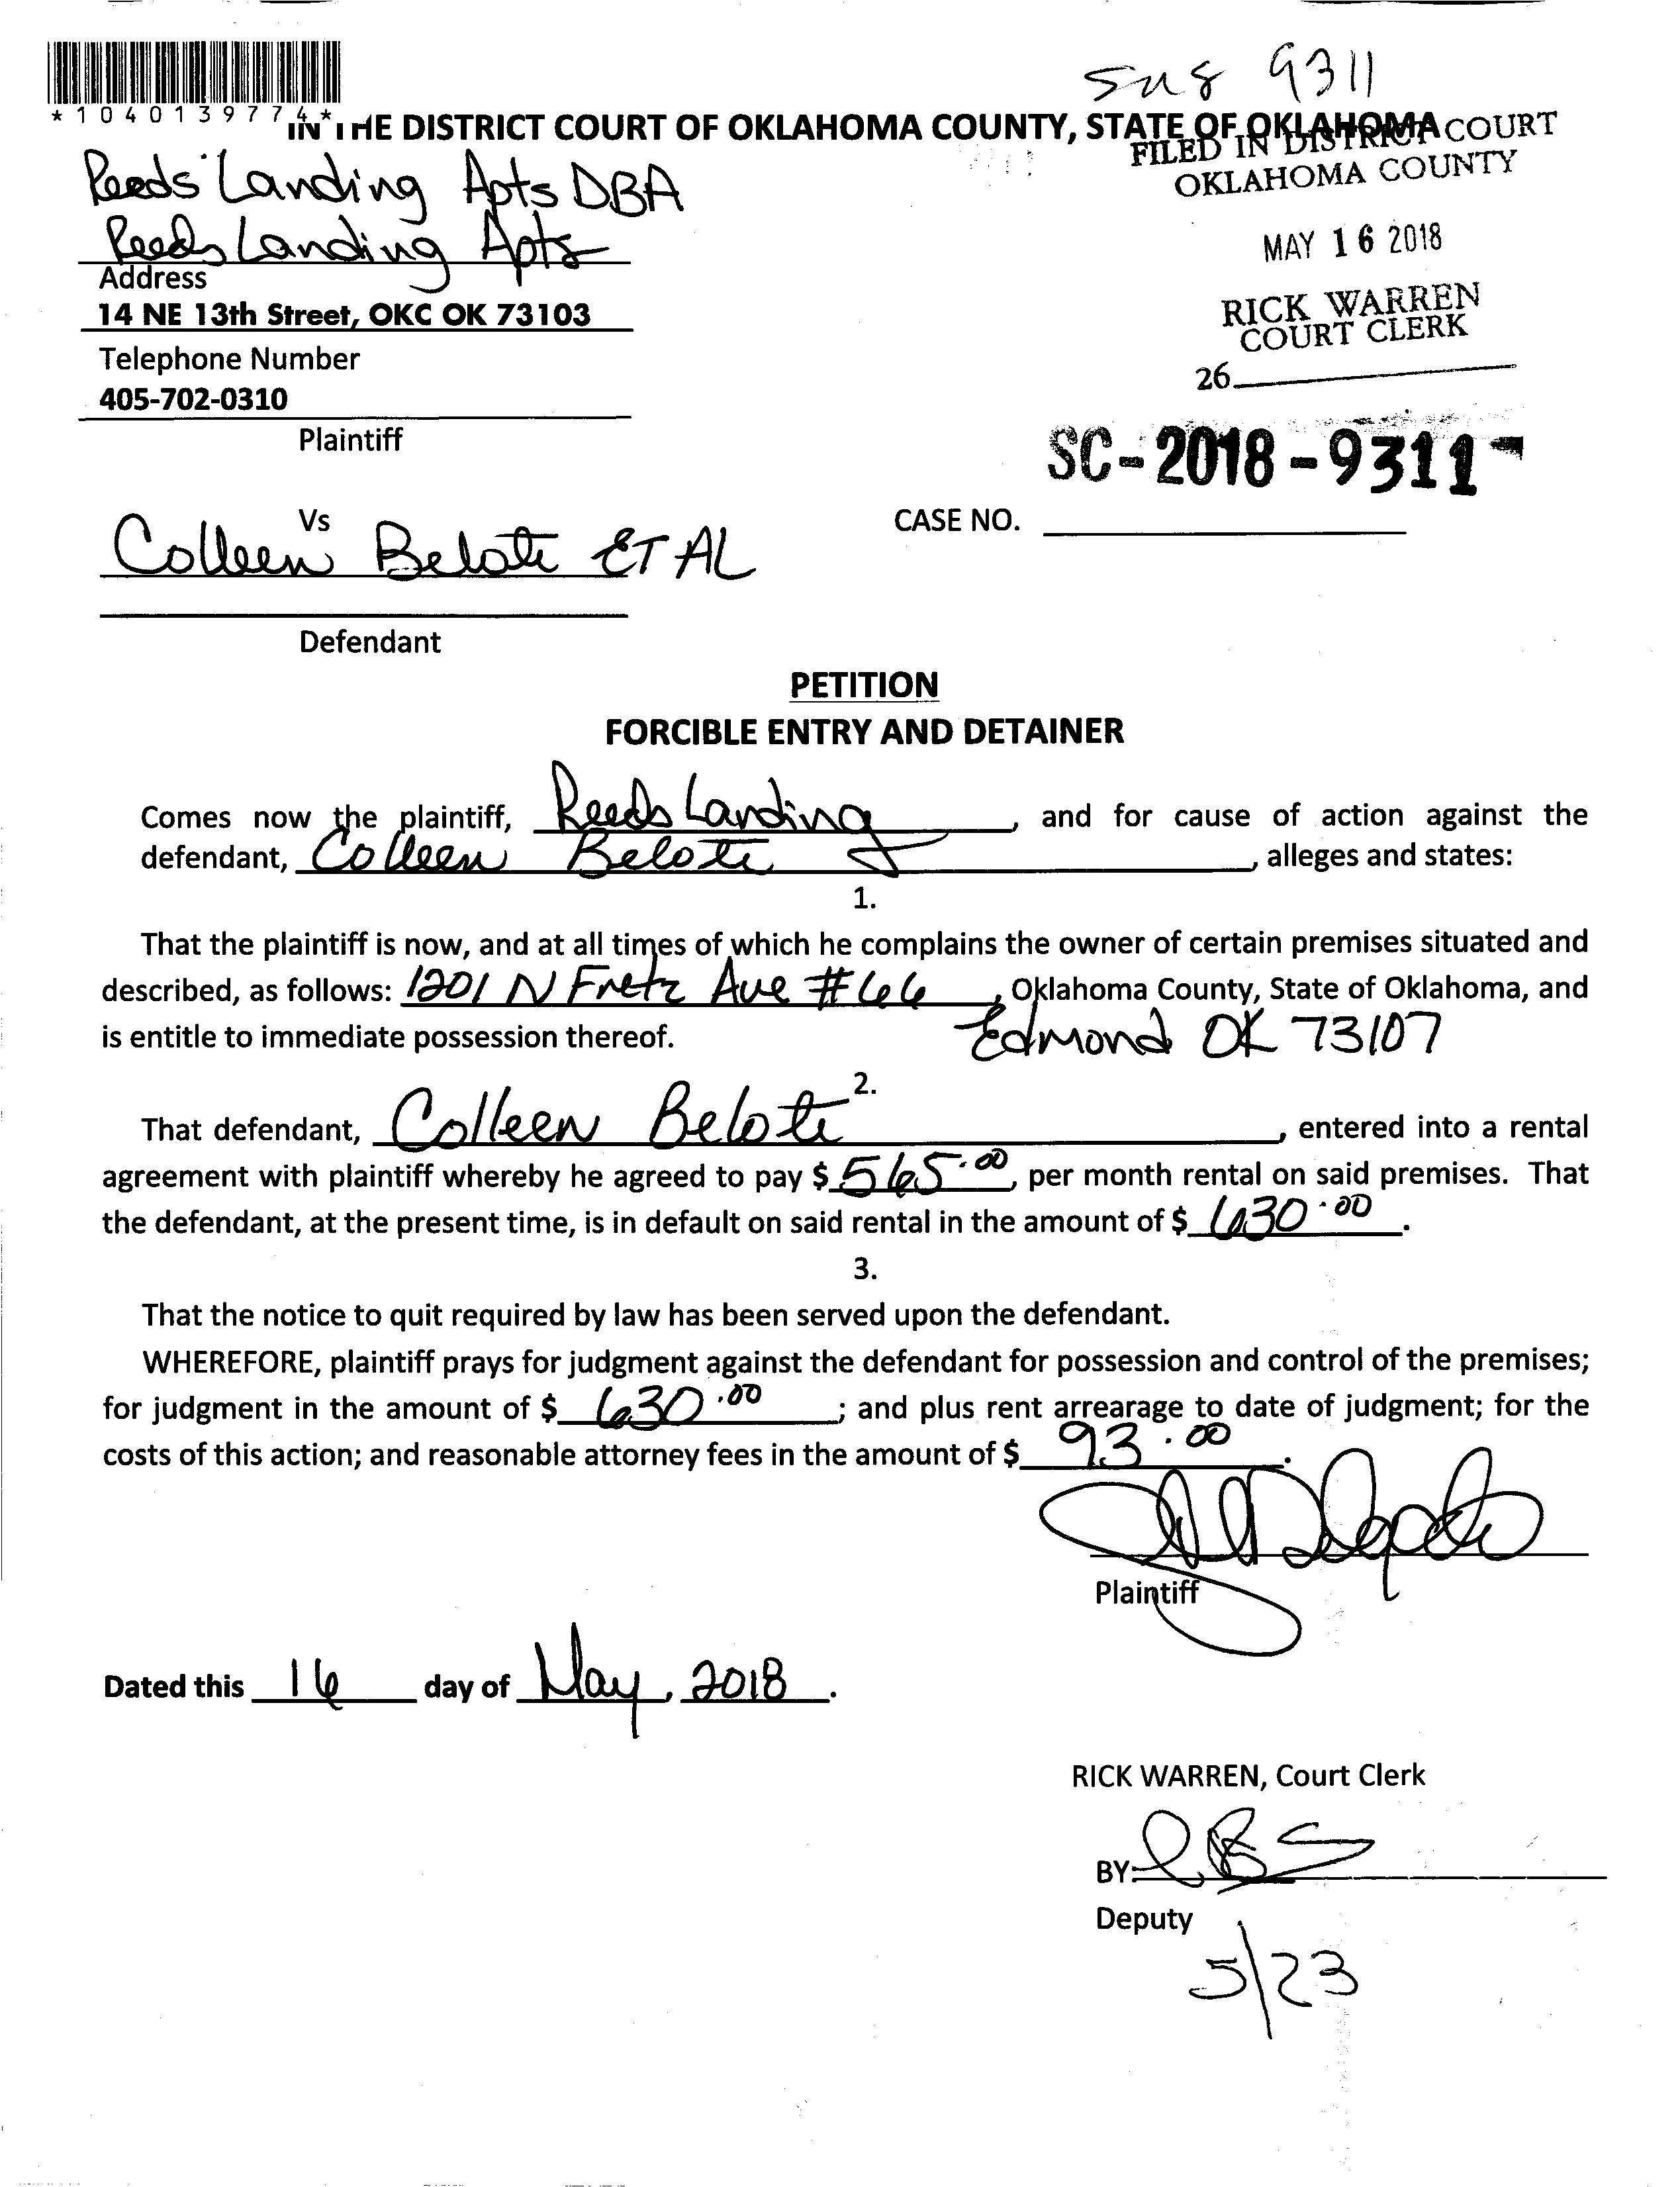 9311
*1040139774*
IN THE DISTRICT COURT OF OKLAHOMA COUNTY, STATE OF OKLAHOMA
FILED IN DISTRICT COURT
OKLAHOMA COUNTY
Reeds Landing Apts DBA
Reeds Landing Apts
MAY 16 2018
Address
14 NE 13th Street, OKC OK 73103
RICK WARREN
COURT CLERK
Telephone Number
26
405-702-0310
Plaintiff
SC-2018-9311-
Vs
CASE NO.
Colleen Belote ET AL
Defendant
PETITION
FORCIBLE ENTRY AND DETAINER
Comes now the plaintiff, Reeds Landing, and for cause of action against the
defendant, Colleen Belote, alleges and states:
1.
That the plaintiff is now, and at all times of which he complains the owner of certain premises situated and
described, as follows: 1201 N Fretz Ave #66, Oklahoma County, State of Oklahoma, and
is entitle to immediate possession thereof. Edmond OK 73107
2.
That defendant, Colleen Belote, entered into a rental
agreement with plaintiff whereby he agreed to pay $ 565.00, per month rental on said premises. That
the defendant, at the present time, is in default on said rental in the amount of $ 630.00.
3.
That the notice to quit required by law has been served upon the defendant.
WHEREFORE, plaintiff prays for judgment against the defendant for possession and control of the premises;
for judgment in the amount of $ 630.00; and plus rent arrearage to date of judgment; for the
costs of this action; and reasonable attorney fees in the amount of $ 93.00.
Plaintiff
Dated this 16 day of May, 2018.
RICK WARREN, Court Clerk
BY:
Deputy
5/23